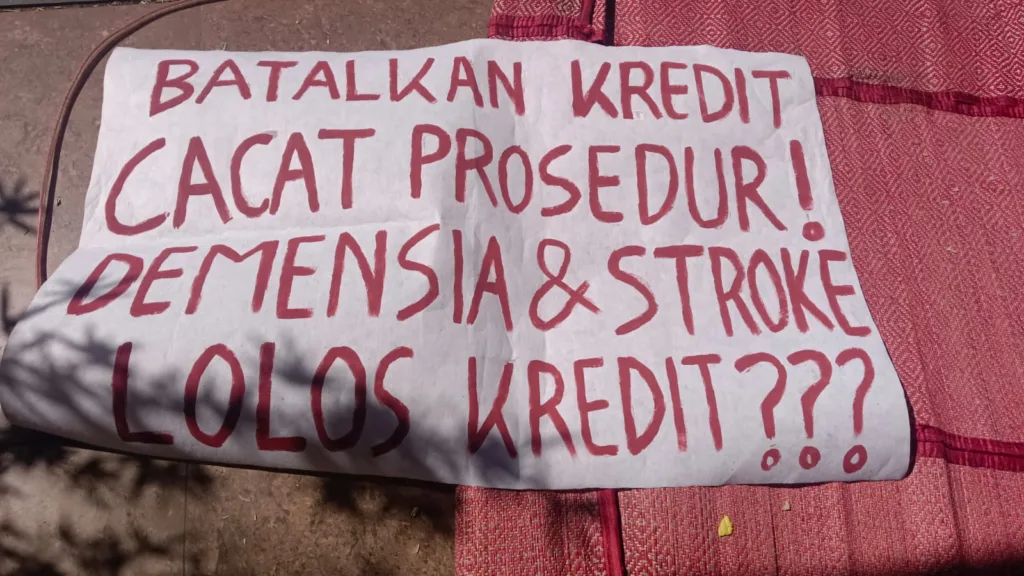 BATALKAN KREDIT
CACAT PROSEDUR!
DEMENSIA & STROKE
LOLOS KREDIT???